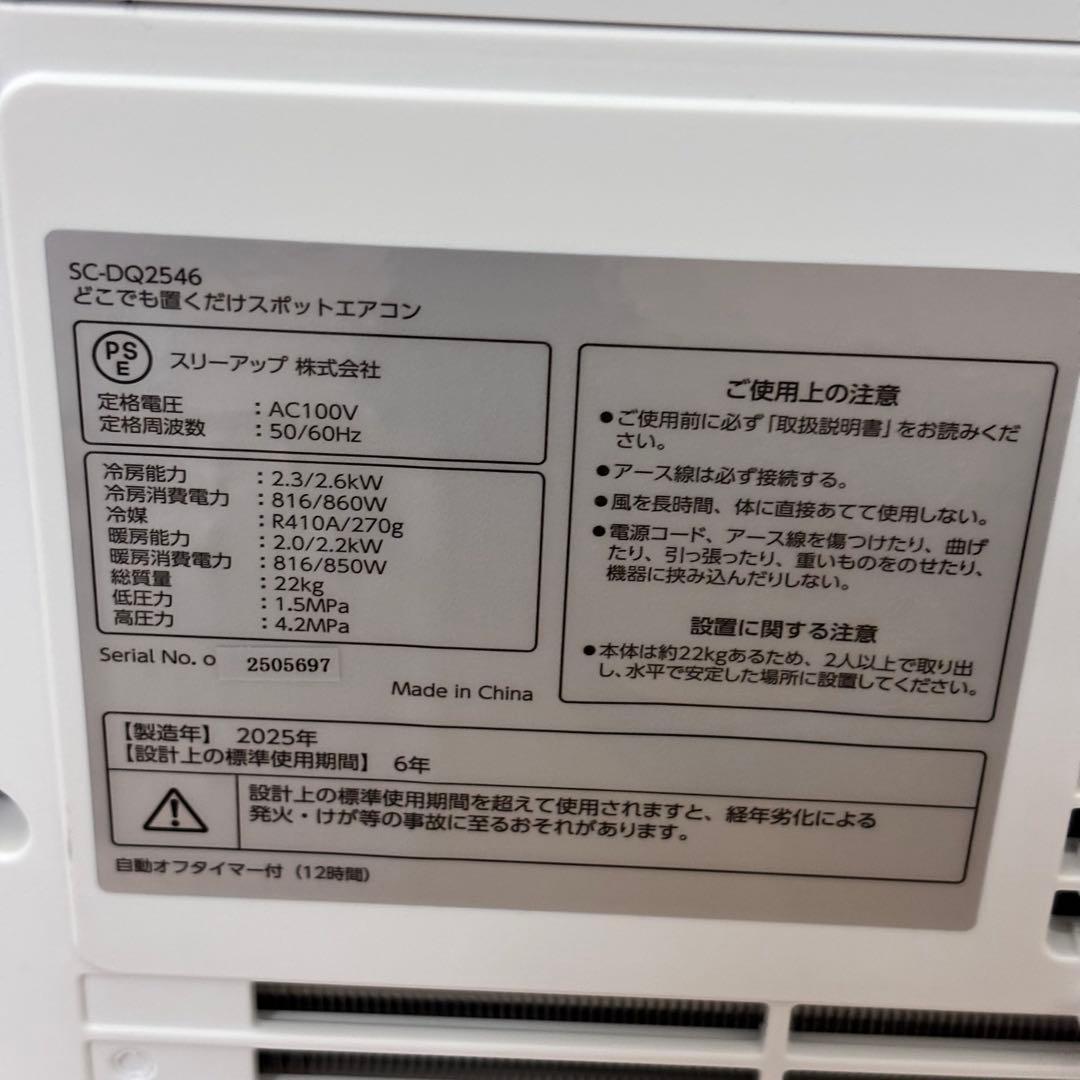 SC-DQ2546
どこでも置くだけスポットエアコン
PSE スリーアップ 株式会社
定格電圧 : AC100V
定格周波数 : 50/60Hz
冷房能力 : 2.3/2.6kW
冷房消費電力 : 816/860W
冷媒 : R410A/270g
暖房能力 : 2.0/2.2kW
暖房消費電力 : 816/850W
総質量 : 22kg
低圧力 : 1.5MPa
高圧力 : 4.2MPa
Serial No. o 2505697
Made in China
ご使用上の注意
●ご使用前に必ず「取扱説明書」をお読みくだ
さい。
●アース線は必ず接続する。
●風を長時間、体に直接あてて使用しない。
●電源コード、アース線を傷つけたり、曲げ
たり、引っ張ったり、重いものをのせたり、
機器に挟み込んだりしない。
設置に関する注意
●本体は約22kgあるため、2人以上で取り出
し、水平で安定した場所に設置してください。
【製造年】 2025年
【設計上の標準使用期間】 6年
設計上の標準使用期間を超えて使用されますと、経年劣化による
発火・けが等の事故に至るおそれがあります。
自動オフタイマー付（12時間）